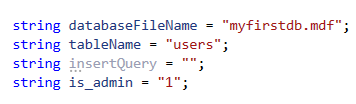 string databaseFileName = "myfirstdb.mdf";
string tableName = "users";
string insertQuery = "";
string is_admin = "1";